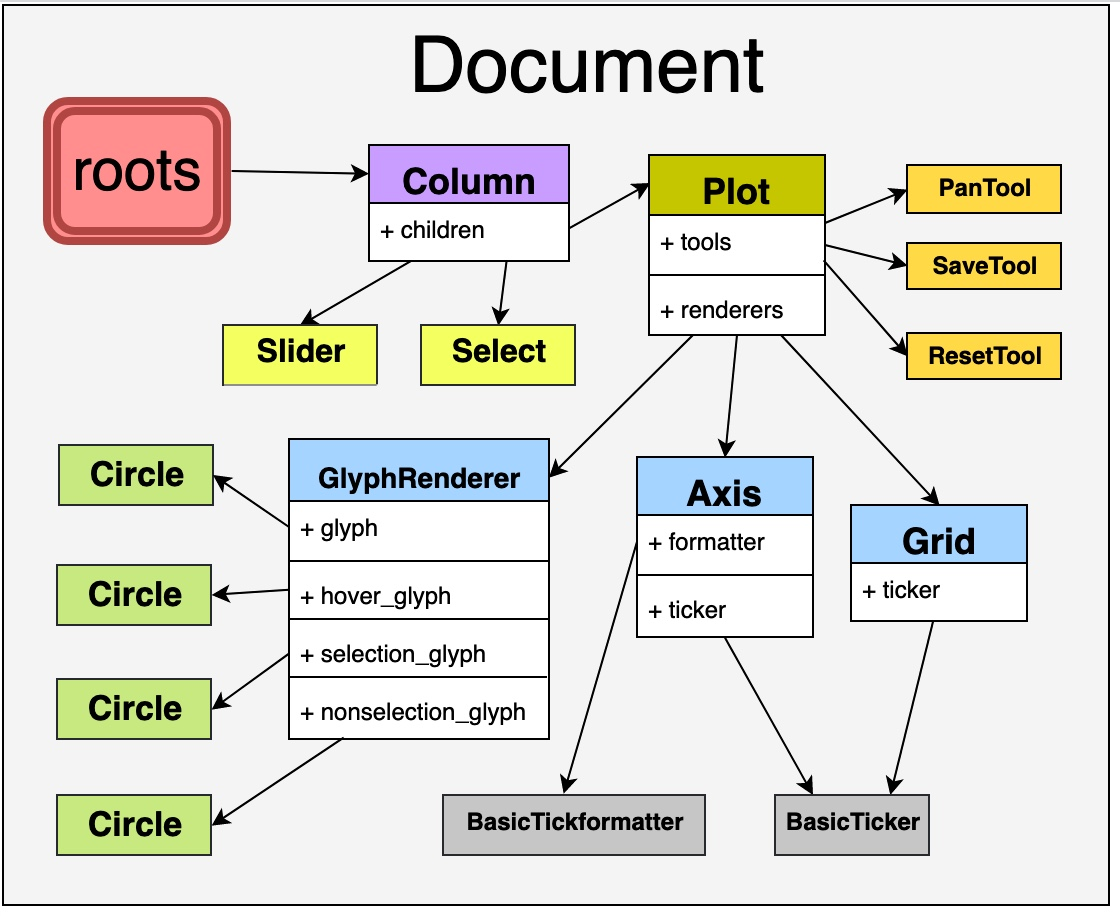 Document
roots
Column
+ children
Plot
+ tools
+ renderers
PanTool
SaveTool
ResetTool
Slider
Select
GlyphRenderer
+ glyph
+ hover_glyph
+ selection_glyph
+ nonselection_glyph
Circle
Circle
Circle
Circle
Axis
+ formatter
+ ticker
Grid
+ ticker
BasicTickformatter
BasicTicker